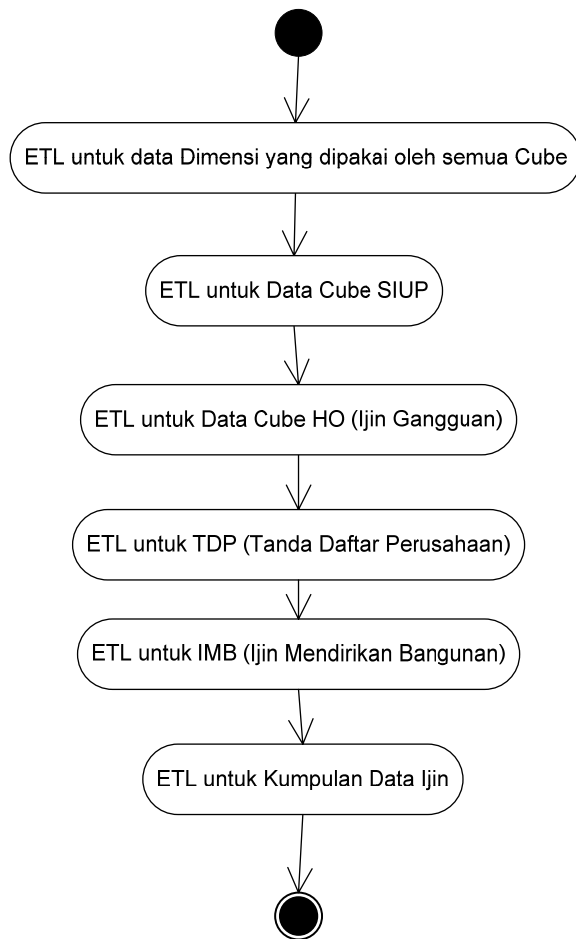 ETL untuk data Dimensi yang dipakai oleh semua Cube
ETL untuk Data Cube SIUP
ETL untuk Data Cube HO (Ijin Gangguan)
ETL untuk TDP (Tanda Daftar Perusahaan)
ETL untuk IMB (Ijin Mendirikan Bangunan)
ETL untuk Kumpulan Data Ijin